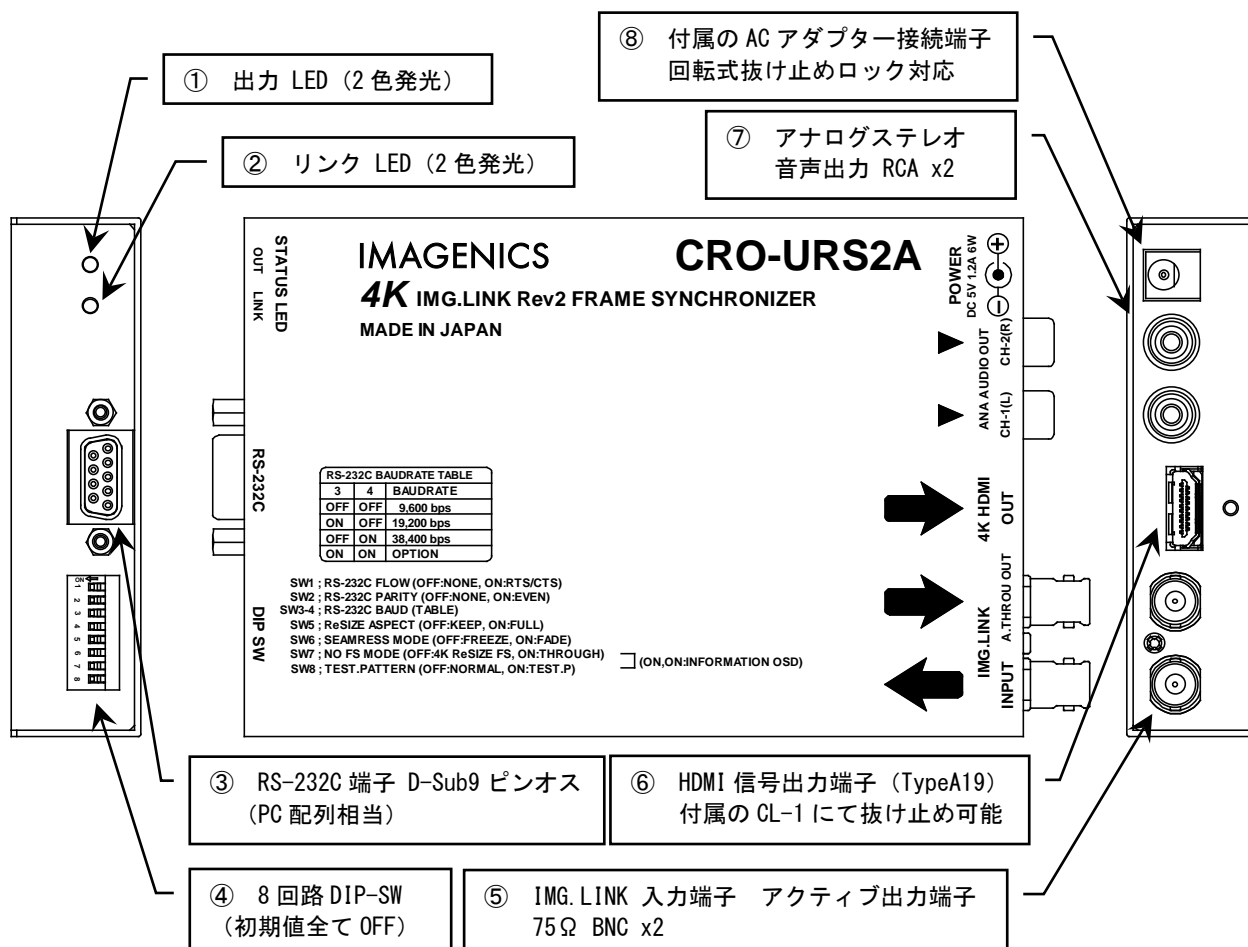 ① 出力 LED（2色発光）
② リンク LED（2色発光）
⑧ 付属の AC アダプター接続端子
回転式抜け止めロック対応
⑦ アナログステレオ
音声出力 RCA x2
STATUS LED
OUT LINK
IMAGENICS
CRO-URS2A
4K IMG.LINK Rev2 FRAME SYNCHRONIZER
MADE IN JAPAN
POWER
DC 5V 1.2A 6W
ANA AUDIO OUT
CH-2(R)
CH-1(L)
RS-232C
RS-232C BAUDRATE TABLE
3 4 BAUDRATE
OFF OFF 9,600 bps
ON OFF 19,200 bps
OFF ON 38,400 bps
ON ON OPTION
4K HDMI
OUT
DIP SW
SW1 ; RS-232C FLOW (OFF:NONE, ON:RTS/CTS)
SW2 ; RS-232C PARITY (OFF:NONE, ON:EVEN)
SW3-4 ; RS-232C BAUD (TABLE)
SW5 ; ReSIZE ASPECT (OFF:KEEP, ON:FULL)
SW6 ; SEAMRESS MODE (OFF:FREEZE, ON:FADE)
SW7 ; NO FS MODE (OFF:4K ReSIZE FS, ON:THROUGH)
SW8 ; TEST.PATTERN (OFF:NORMAL, ON:TEST.P)
(ON,ON:INFORMATION OSD)
IMG.LINK
INPUT A.THROU OUT
ON
1
2
3
4
5
6
7
8
③ RS-232C 端子 D-Sub9 ピンオス
（PC 配列相当）
⑥ HDMI 信号出力端子（TypeA19）
付属の CL-1 にて抜け止め可能
④ 8 回路 DIP-SW
（初期値全て OFF）
⑤ IMG.LINK 入力端子 アクティブ出力端子
75Ω BNC x2